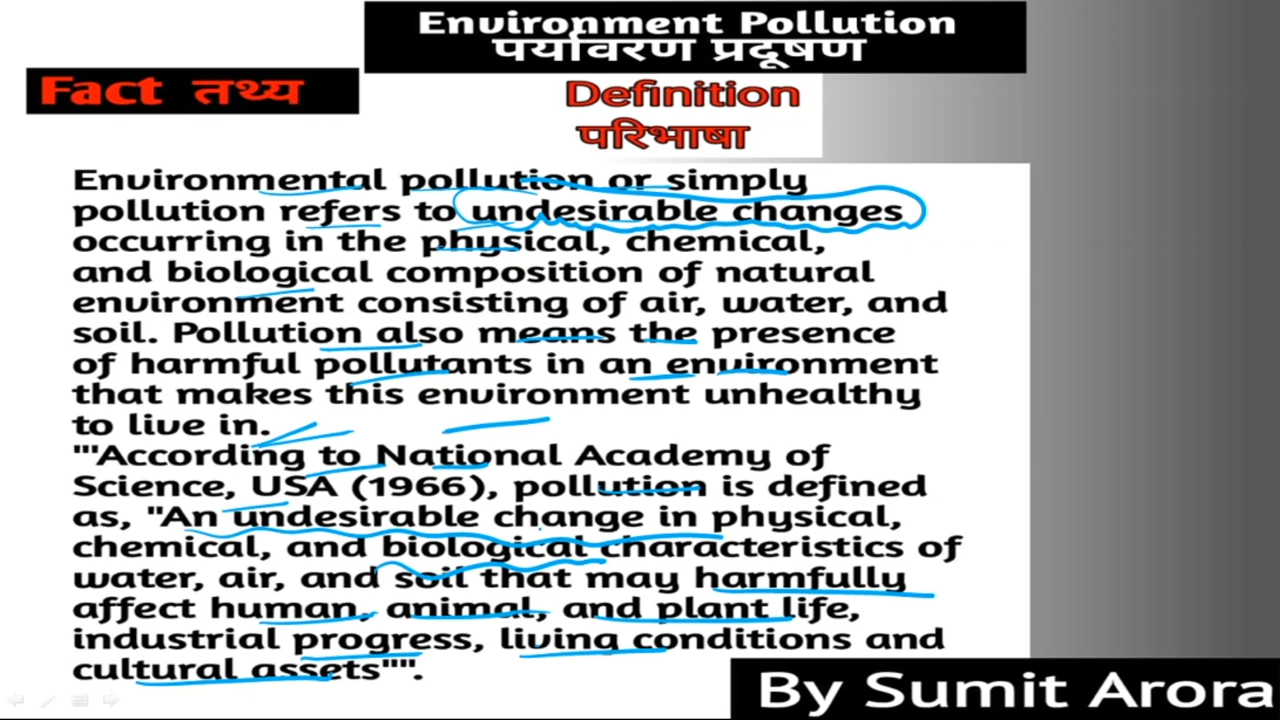 Environment Pollution
पर्यावरण प्रदूषण
Fact तथ्य
Definition
परिभाषा
Environmental pollution or simply
pollution refers to undesirable changes
occurring in the physical, chemical,
and biological composition of natural
environment consisting of air, water, and
soil. Pollution also means the presence
of harmful pollutants in an environment
that makes this environment unhealthy
to live in.
"'According to National Academy of
Science, USA (1966), pollution is defined
as, "An undesirable change in physical,
chemical, and biological characteristics of
water, air, and soil that may harmfully
affect human, animal, and plant life,
industrial progress, living conditions and
cultural assets"".
By Sumit Arora